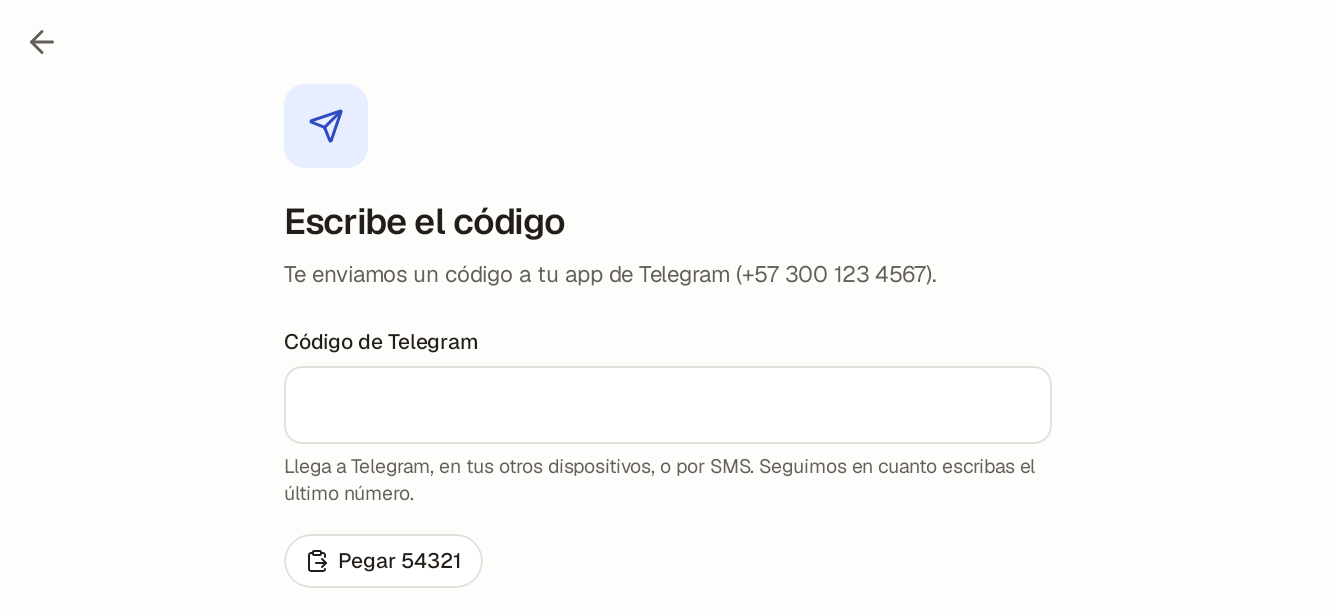 Escribe el código
Te enviamos un código a tu app de Telegram (+57 300 123 4567).
Código de Telegram
Llega a Telegram, en tus otros dispositivos, o por SMS. Seguimos en cuanto escribas el
último número.
Pegar 54321